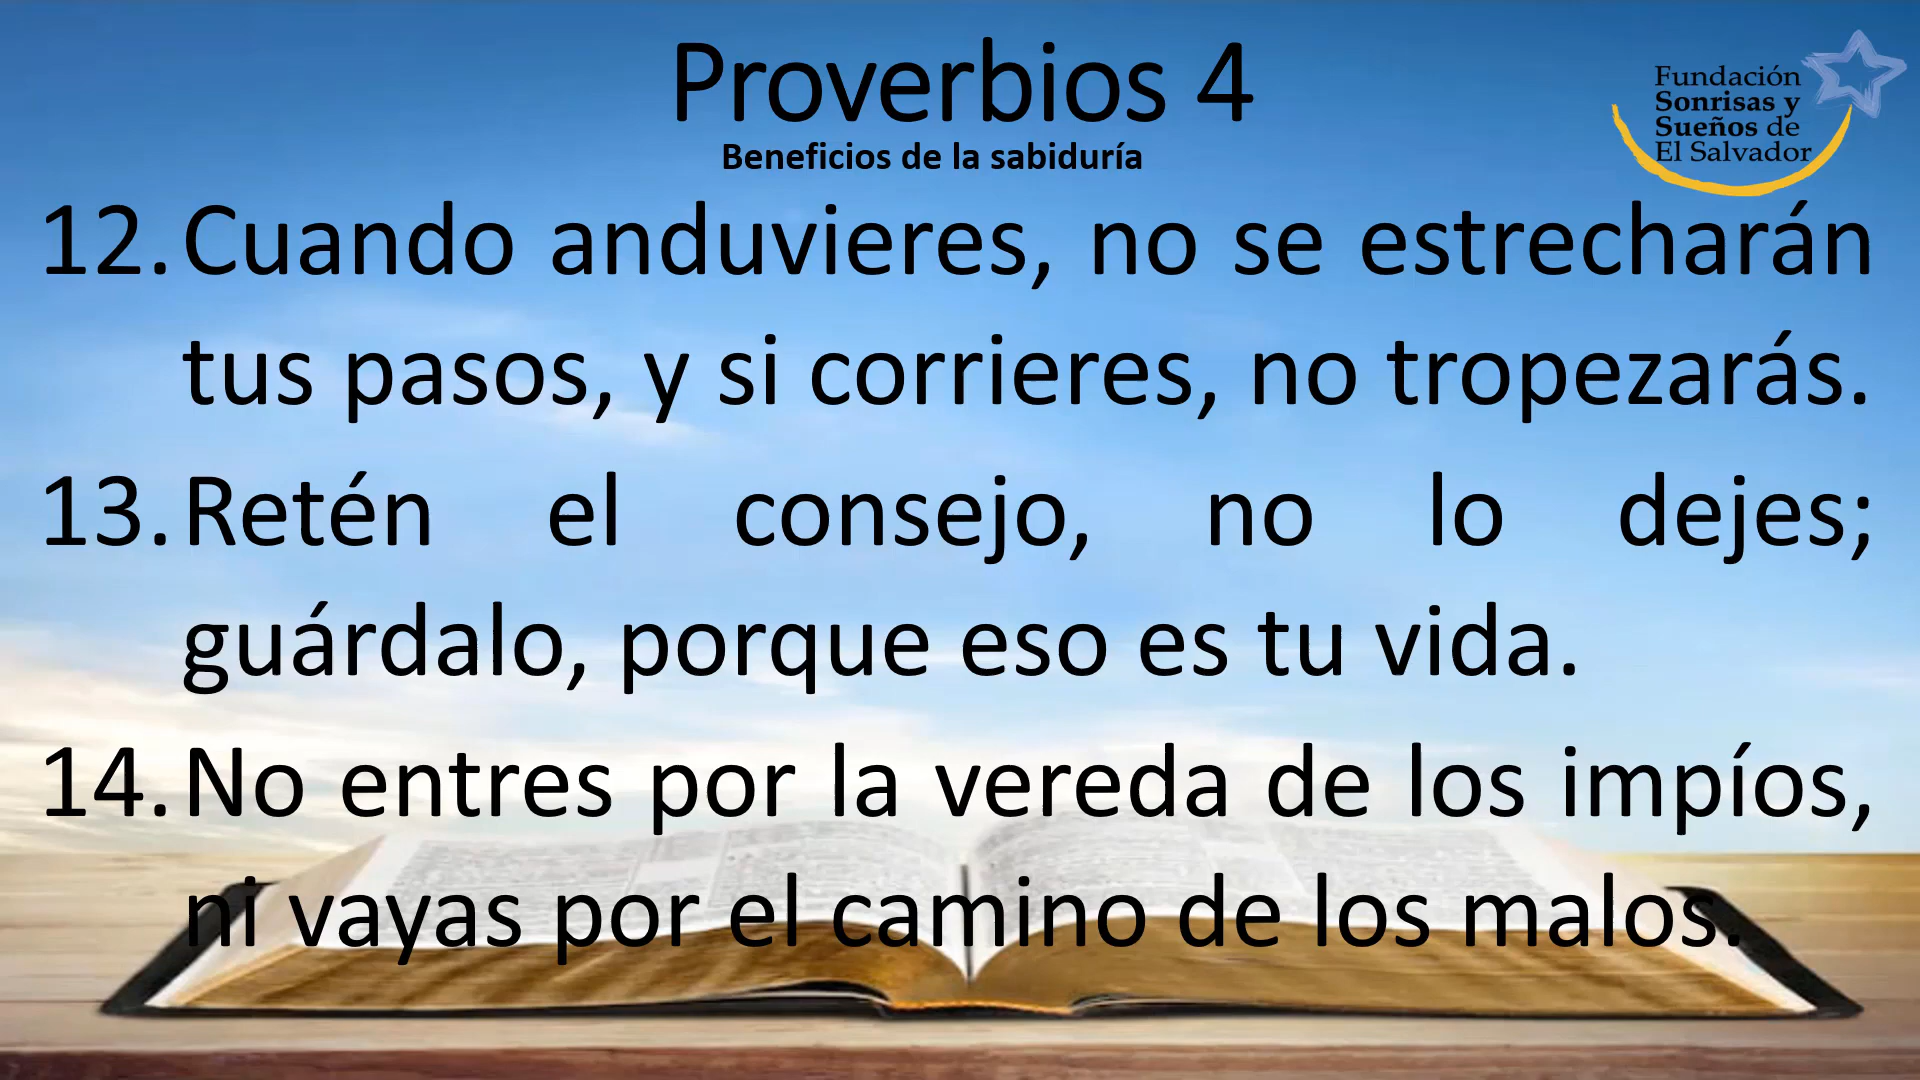 Proverbios 4
Beneficios de la sabiduría
Fundación
Sonrisas y
Sueños de
El Salvador
12. Cuando anduvieres, no se estrecharán
tus pasos, y si corrieres, no tropezarás.
13. Retén el consejo, no lo dejes;
guárdalo, porque eso es tu vida.
14. No entres por la vereda de los impíos,
ni vayas por el camino de los malos.